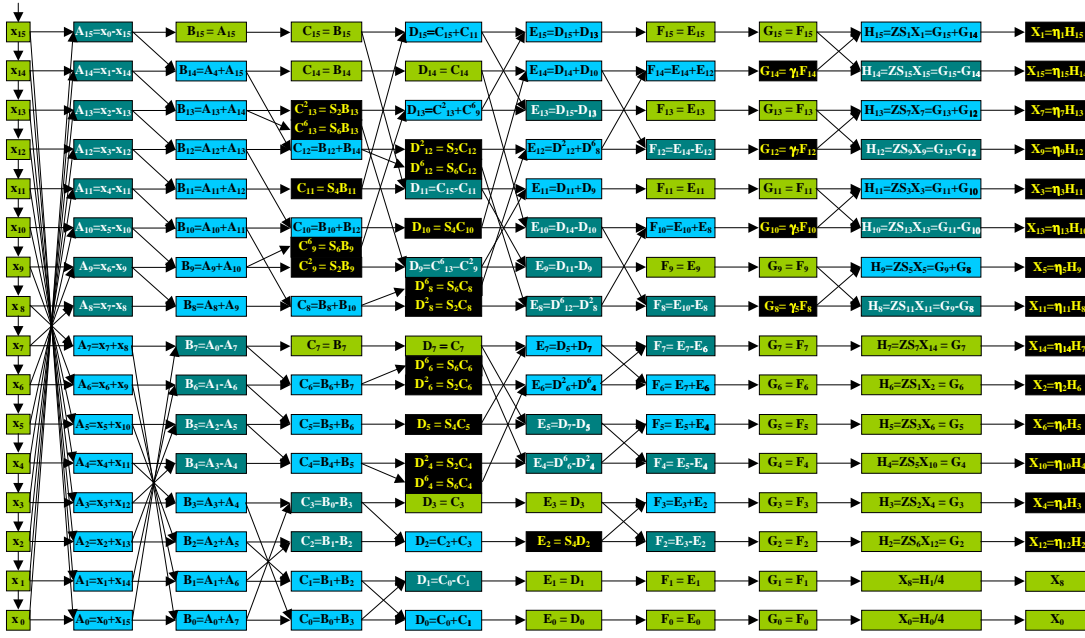 x₁₅ A₁₅=x₀-x₁₅ B₁₅ = A₁₅ C₁₅ = B₁₅ D₁₅=C₁₅+C₁₁ E₁₅=D₁₅+D₁₃ F₁₅ = E₁₅ G₁₅= F₁₅ H₁₅=ZS₁X₁=G₁₅+G₁₄ X₁=η₁H₁₅
x₁₄ A₁₄=x₁-x₁₄ B₁₄=A₄+A₁₅ C₁₄ = B₁₄ D₁₄ = C₁₄ E₁₄=D₁₄+D₁₀ F₁₄=E₁₄+E₁₂ G₁₄= γ₁F₁₄ H₁₄=ZS₁₅X₁₅=G₁₅-G₁₄ X₁₅=η₁₅H₁₄
x₁₃ A₁₃=x₂-x₁₃ B₁₃=A₁₃+A₁₄ C²₁₃ = S₂B₁₃ D₁₃=C²₁₃+C⁶₉ E₁₃=D₁₅-D₁₃ F₁₃ = E₁₃ G₁₃ = F₁₃ H₁₃=ZS₇X₇=G₁₃+G₁₂ X₇=η₇H₁₃
C⁶₁₃ = S₆B₁₃
x₁₂ A₁₂=x₃-x₁₂ B₁₂=A₁₂+A₁₃ C₁₂=B₁₂+B₁₄ D²₁₂ = S₂C₁₂ E₁₂=D²₁₂+D⁶₈ F₁₂=E₁₄-E₁₂ G₁₂= γ₇F₁₂ H₁₂=ZS₉X₉=G₁₃-G₁₂ X₉=η₉H₁₂
D⁶₁₂ = S₆C₁₂
x₁₁ A₁₁=x₄-x₁₁ B₁₁=A₁₁+A₁₂ C₁₁ = S₄B₁₁ D₁₁=C₁₅-C₁₁ E₁₁=D₁₁+D₉ F₁₁ = E₁₁ G₁₁= F₁₁ H₁₁=ZS₃X₃=G₁₁+G₁₀ X₃=η₃H₁₁
x₁₀ A₁₀=x₅-x₁₀ B₁₀=A₁₀+A₁₁ C₁₀=B₁₀+B₁₂ D₁₀ = S₄C₁₀ E₁₀=D₁₄-D₁₀ F₁₀=E₁₀+E₈ G₁₀= γ₃F₁₀ H₁₀=ZS₁₃X₁₃=G₁₁-G₁₀ X₁₃=η₁₃H₁₀
C⁶₉ = S₆B₉
x₉ A₉=x₆-x₉ B₉=A₉+A₁₀ C²₉ = S₂B₉ D₉=C⁶₁₃-C²₉ E₉=D₁₁-D₉ F₉ = E₉ G₉ = F₉ H₉=ZS₅X₅=G₉+G₈ X₅=η₅H₉
D⁶₈ = S₆C₈
x₈ A₈=x₇-x₈ B₈=A₈+A₉ C₈=B₈+B₁₀ D²₈ = S₂C₈ E₈=D⁶₁₂-D²₈ F₈=E₁₀-E₈ G₈= γ₅F₈ H₈=ZS₁₁X₁₁=G₉-G₈ X₁₁=η₁₁H₈
x₇ A₇=x₇+x₈ B₇=A₀-A₇ C₇ = B₇ D₇ = C₇ E₇=D₅+D₇ F₇= E₇-E₆ G₇ = F₇ H₇=ZS₇X₁₄ = G₇ X₁₄=η₁₄H₇
D⁶₆ = S₆C₆
x₆ A₆=x₆+x₉ B₆=A₁-A₆ C₆=B₆+B₇ D²₆ = S₂C₆ E₆=D²₆+D⁶₄ F₆= E₇+E₆ G₆ = F₆ H₆=ZS₁X₂ = G₆ X₂=η₂H₆
x₅ A₅=x₅+x₁₀ B₅=A₂-A₅ C₅=B₅+B₆ D₅ = S₄C₅ E₅=D₇-D₅ F₅= E₅+E₄ G₅ = F₅ H₅=ZS₃X₆ = G₅ X₆=η₆H₅
x₄ A₄=x₄+x₁₁ B₄=A₃-A₄ C₄=B₄+B₅ D²₄ = S₂C₄ E₄=D⁶₆-D²₄ F₄= E₅-E₄ G₄ = F₄ H₄=ZS₅X₁₀ = G₄ X₁₀=η₁₀H₄
D⁶₄ = S₆C₄
x₃ A₃=x₃+x₁₂ B₃=A₃+A₄ C₃=B₀-B₃ D₃ = C₃ E₃ = D₃ F₃=E₃+E₂ G₃ = F₃ H₃=ZS₂X₄ = G₃ X₄=η₄H₃
x₂ A₂=x₂+x₁₃ B₂=A₂+A₅ C₂=B₁-B₂ D₂=C₂+C₃ E₂ = S₄D₂ F₂=E₃-E₂ G₂ = F₂ H₂=ZS₆X₁₂= G₂ X₁₂=η₁₂H₂
x₁ A₁=x₁+x₁₄ B₁=A₁+A₆ C₁=B₁+B₂ D₁=C₀-C₁ E₁ = D₁ F₁ = E₁ G₁ = F₁ X₈=H₁/4 X₈
x₀ A₀=x₀+x₁₅ B₀=A₀+A₇ C₀=B₀+B₃ D₀=C₀+C₁ E₀ = D₀ F₀ = E₀ G₀ = F₀ X₀=H₀/4 X₀